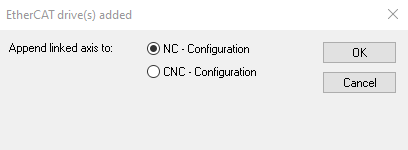 EtherCAT drive(s) added
Append linked axis to:
NC - Configuration
CNC - Configuration
OK
Cancel